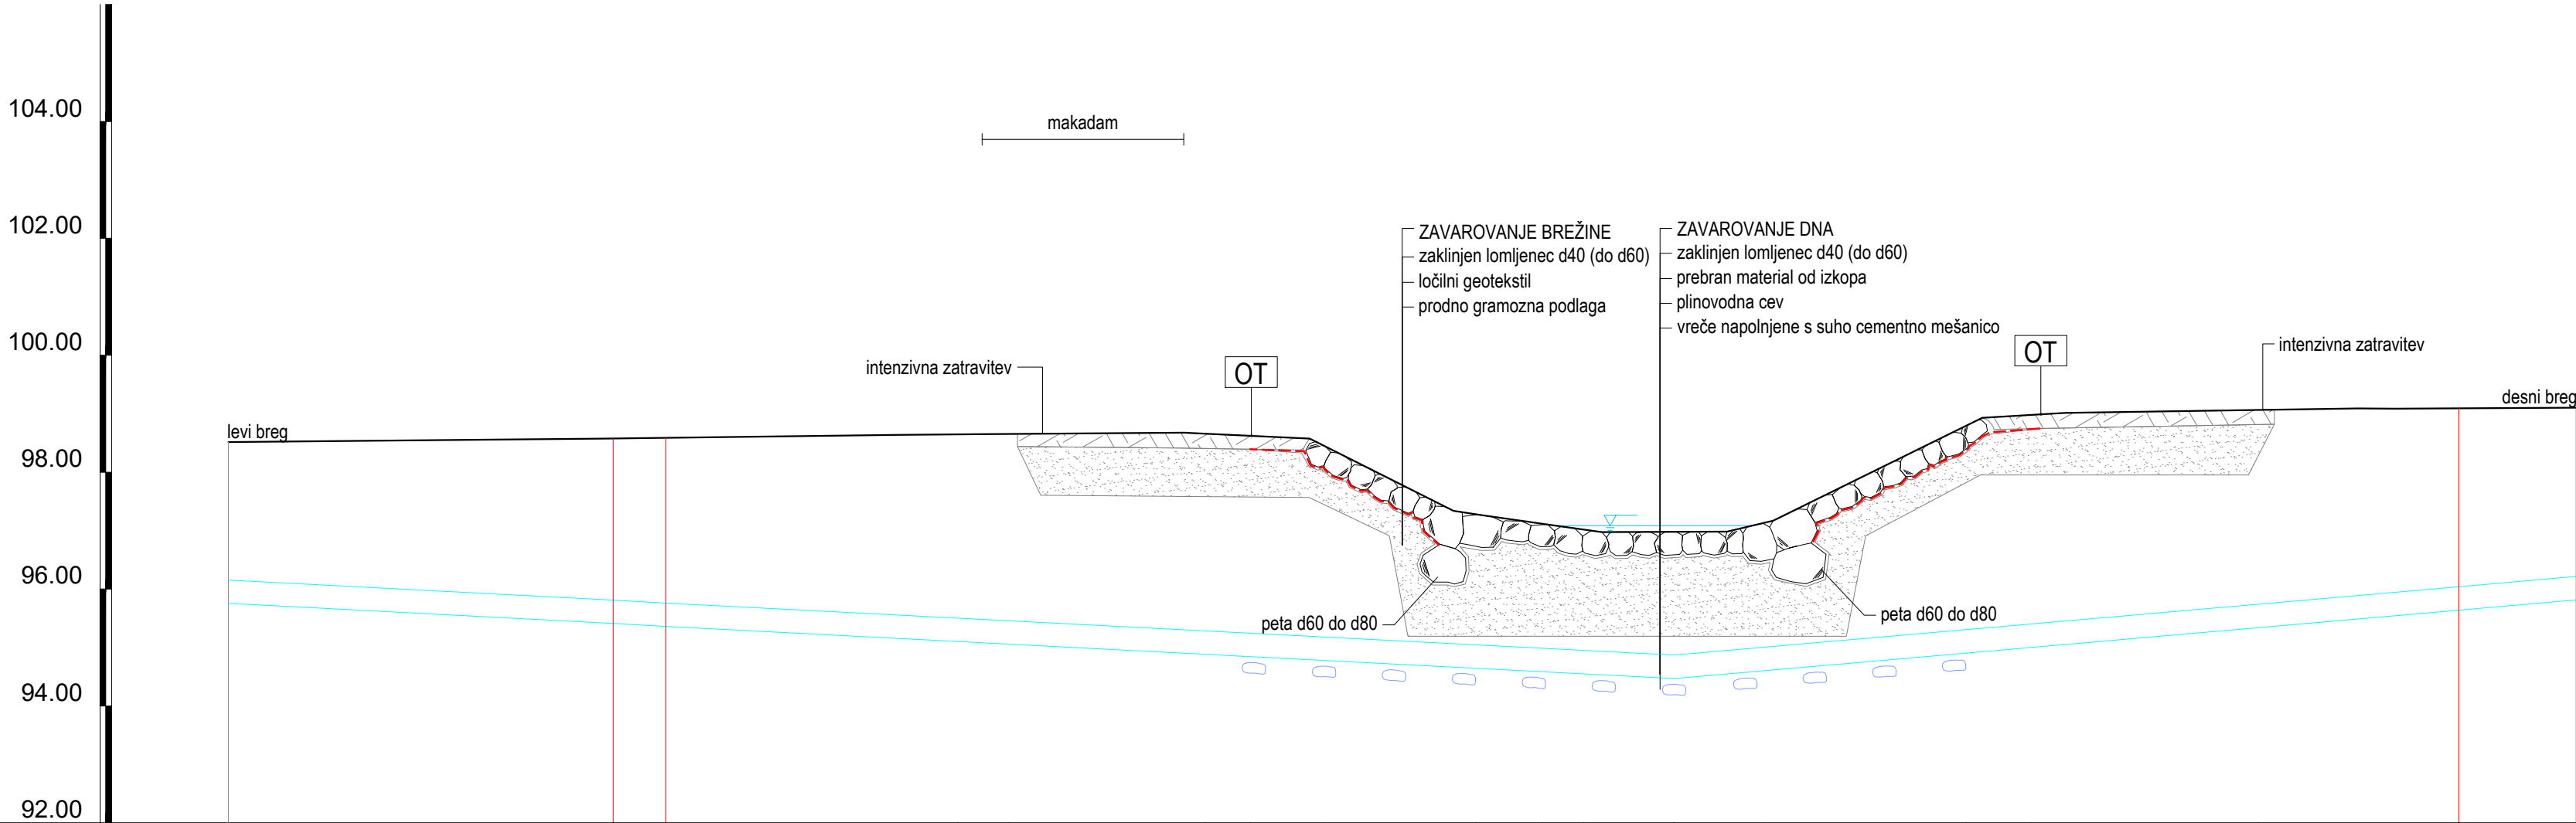 104.00
makadam
102.00
ZAVAROVANJE BREŽINE
zaklinjen lomljenec d40 (do d60)
ločilni geotekstil
prodno gramozna podlaga
ZAVAROVANJE DNA
zaklinjen lomljenec d40 (do d60)
prebran material od izkopa
plinovodna cev
vreče napolnjene s suho cementno mešanico
100.00
intenzivna zatravitev
OT
OT
intenzivna zatravitev
levi breg
desni breg
98.00
96.00
peta d60 do d80
peta d60 do d80
94.00
92.00